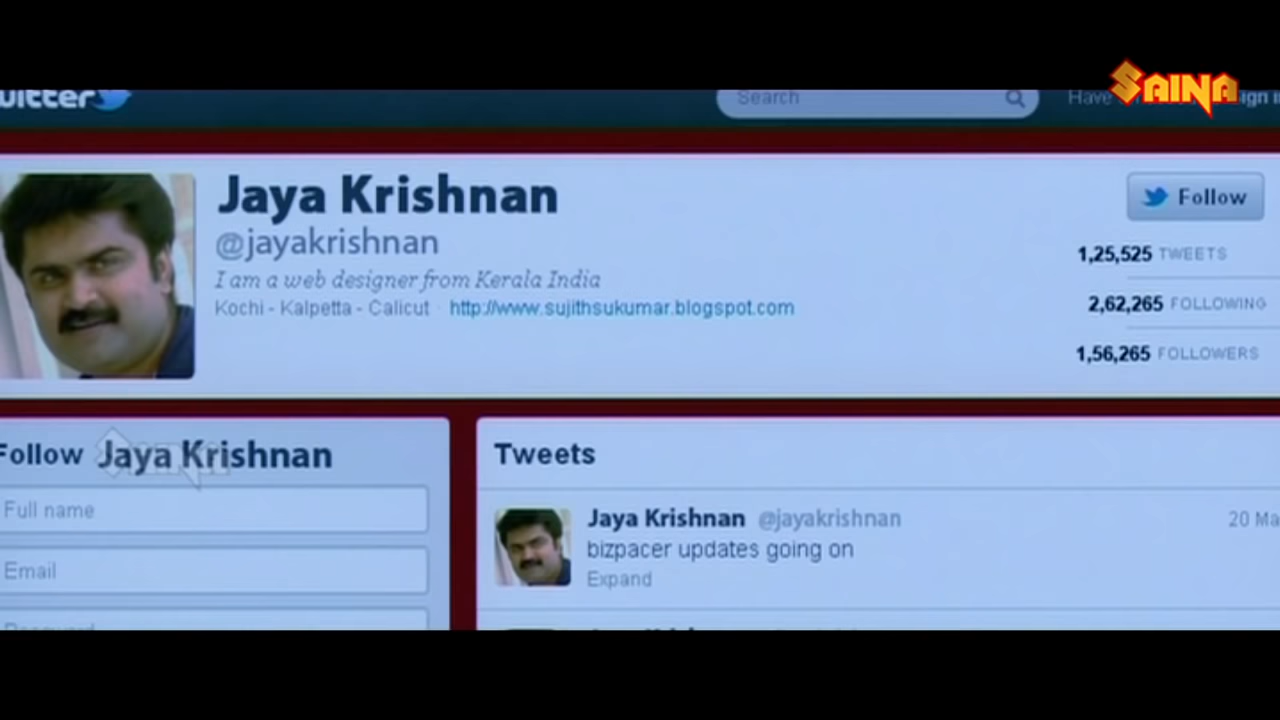 witter
Search
Have
SAINA
ign i
Jaya Krishnan
@jayakrishnan
I am a web designer from Kerala India
Kochi - Kalpetta - Calicut · http://www.sujithsukumar.blogspot.com
Follow
1,25,525 TWEETS
2,62,265 FOLLOWING
1,56,265 FOLLOWERS
Follow Jaya Krishnan
Full name
Email
Tweets
Jaya Krishnan @jayakrishnan
20 Ma
bizpacer updates going on
Expand